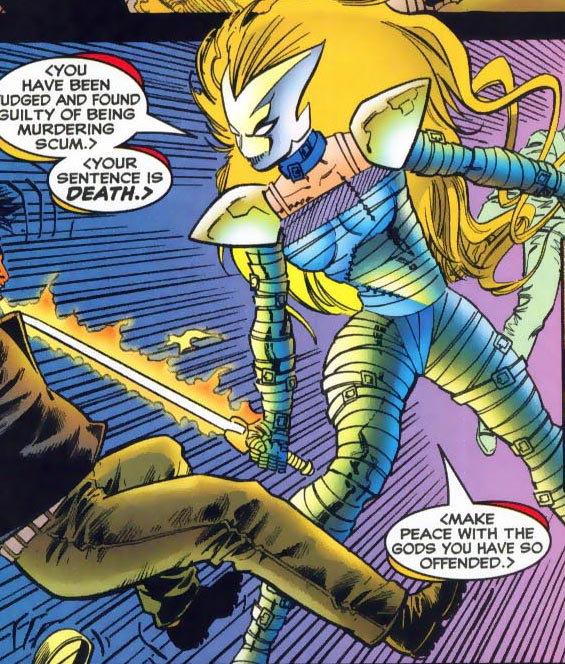 <YOU
HAVE BEEN
JUDGED AND FOUND
GUILTY OF BEING
MURDERING
SCUM.>
<YOUR
SENTENCE IS
DEATH.>
<MAKE
PEACE WITH THE
GODS YOU HAVE SO
OFFENDED.>